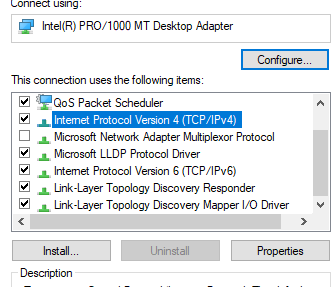 Connect using:
Intel(R) PRO/1000 MT Desktop Adapter
Configure...
This connection uses the following items:
QoS Packet Scheduler
Internet Protocol Version 4 (TCP/IPv4)
Microsoft Network Adapter Multiplexor Protocol
Microsoft LLDP Protocol Driver
Internet Protocol Version 6 (TCP/IPv6)
Link-Layer Topology Discovery Responder
Link-Layer Topology Discovery Mapper I/O Driver
Install...
Uninstall
Properties
Description